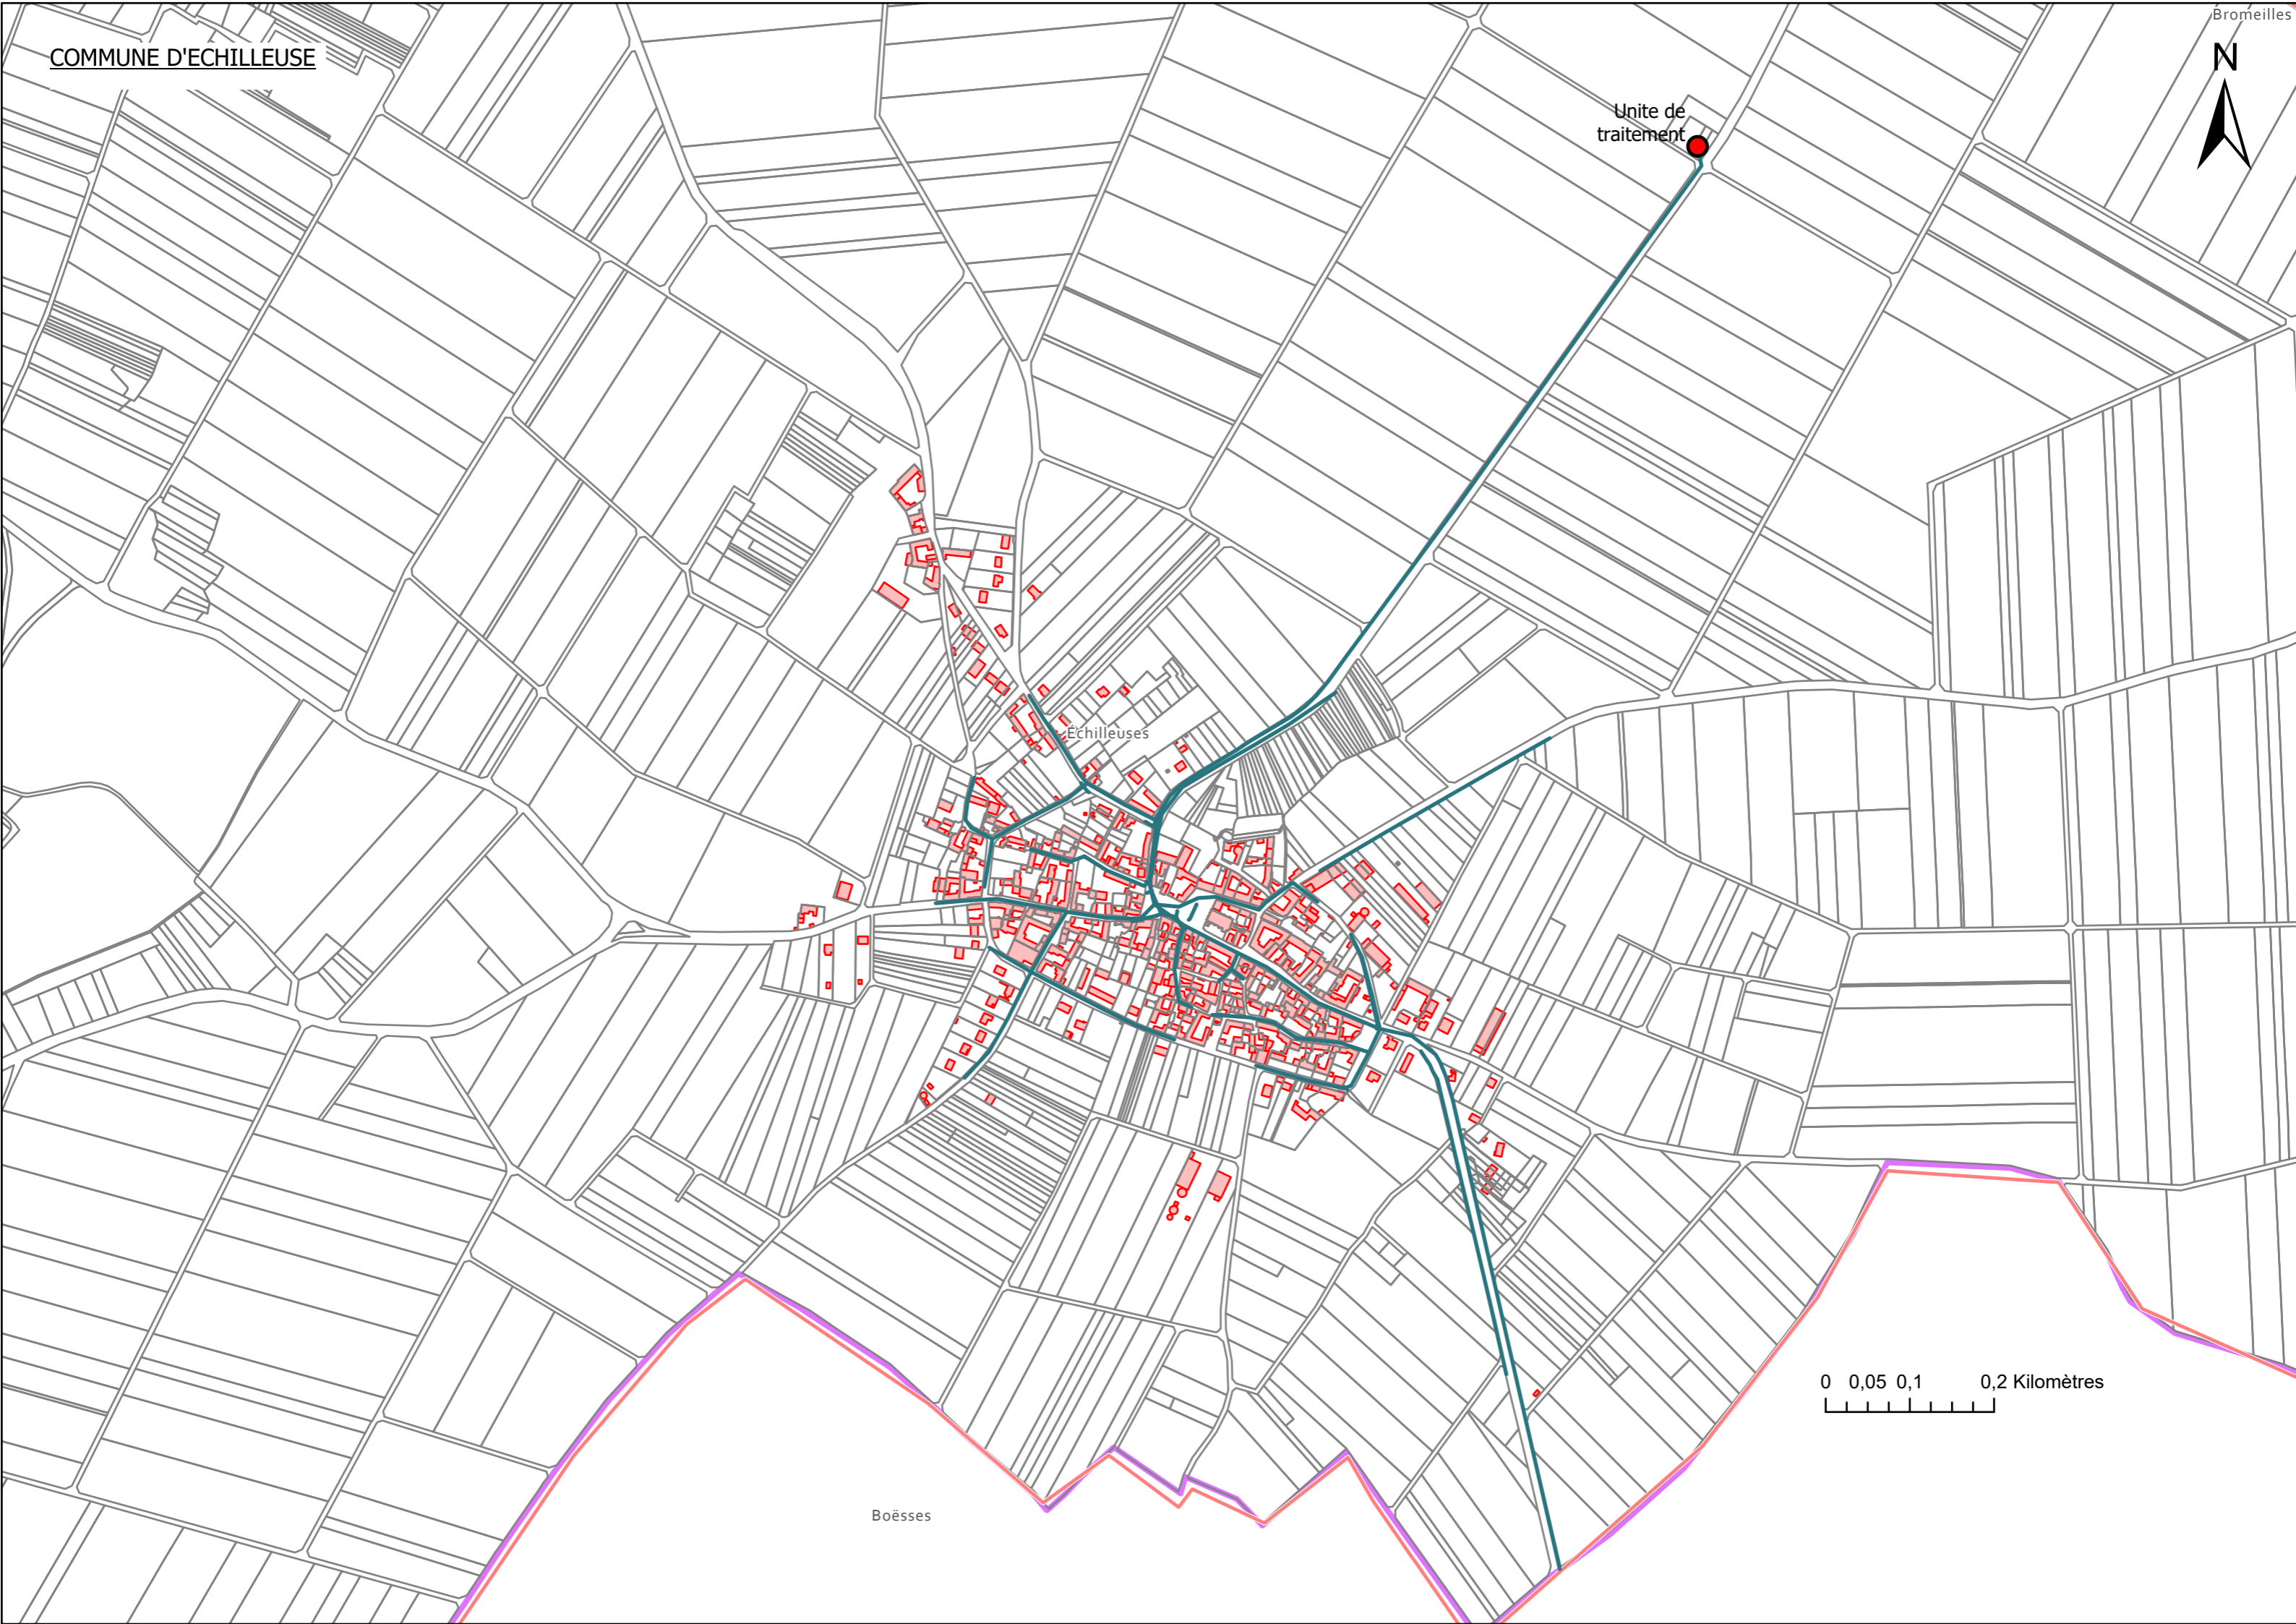 Bromeilles
COMMUNE D'ECHILLEUSE
N
Unite de
traitement
Échilleuses
0 0,05 0,1 0,2 Kilomètres
Boësses